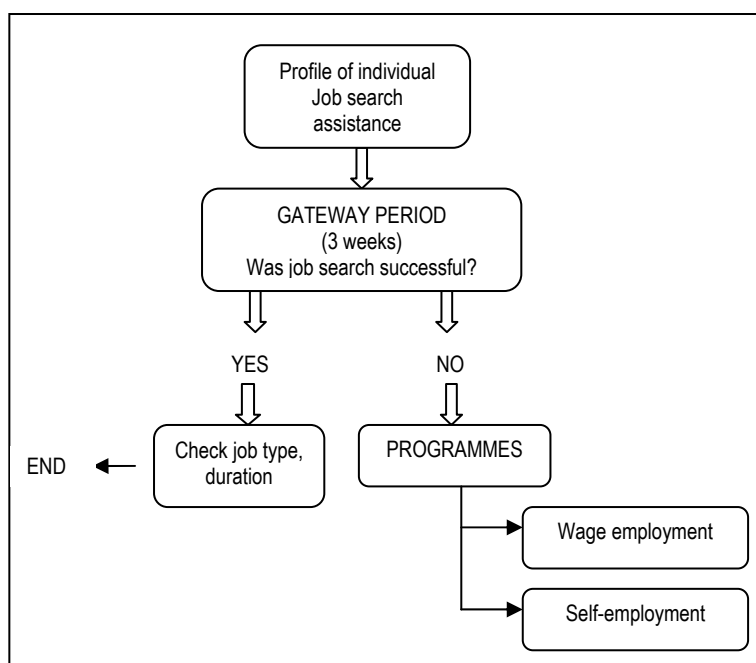 Profile of individual
Job search
assistance
GATEWAY PERIOD
(3 weeks)
Was job search successful?
YES
NO
END
Check job type,
duration
PROGRAMMES
Wage employment
Self-employment